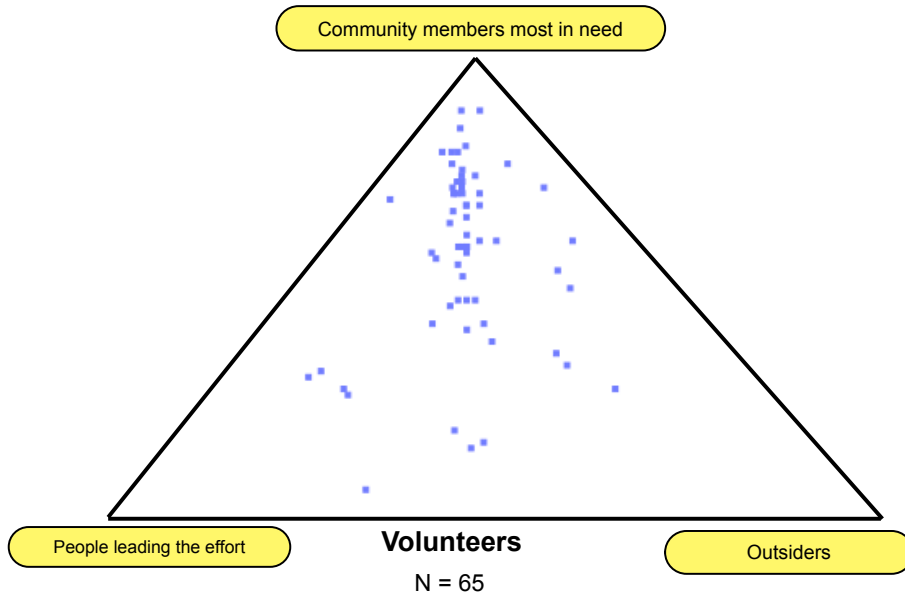 Community members most in need
People leading the effort
Volunteers
Outsiders
N = 65